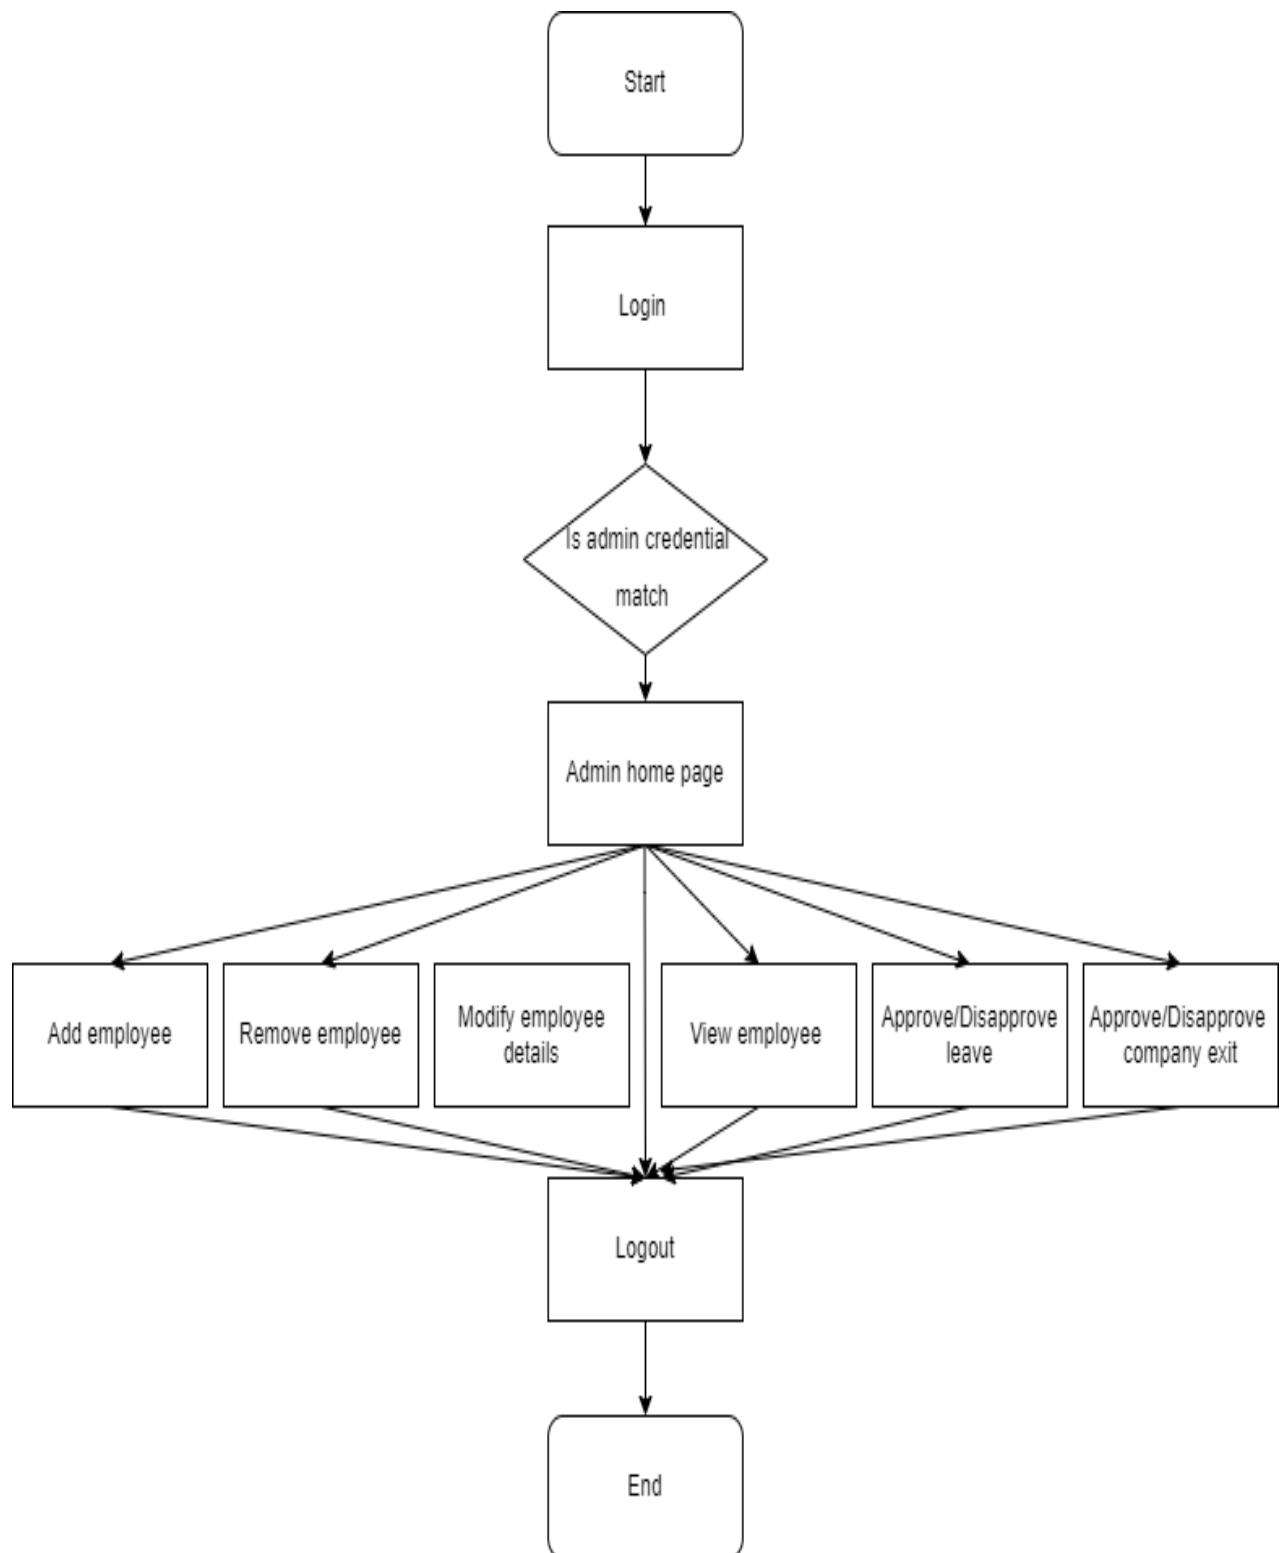 Start
Login
Is admin credential
match
Admin home page
Add employee
Remove employee
Modify employee
details
View employee
Approve/Disapprove
leave
Approve/Disapprove
company exit
Logout
End